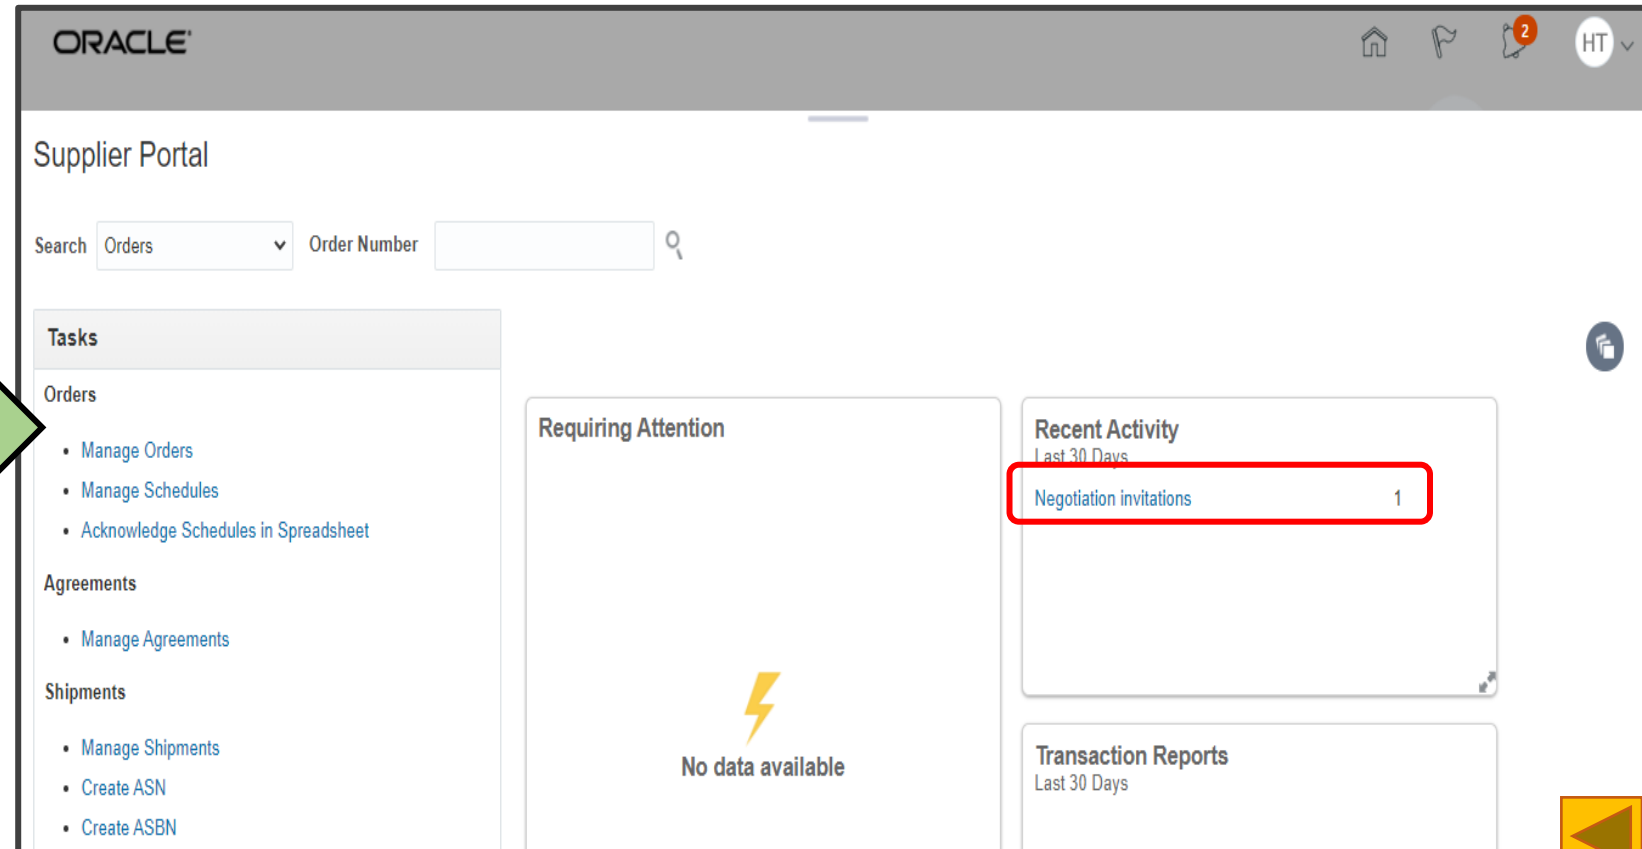 ORACLE
2
HT
Supplier Portal
Search Orders Order Number
Tasks
Orders
Manage Orders
Manage Schedules
Acknowledge Schedules in Spreadsheet
Agreements
Manage Agreements
Shipments
Manage Shipments
Create ASN
Create ASBN
Requiring Attention
No data available
Recent Activity
Last 30 Days
Negotiation invitations 1
Transaction Reports
Last 30 Days